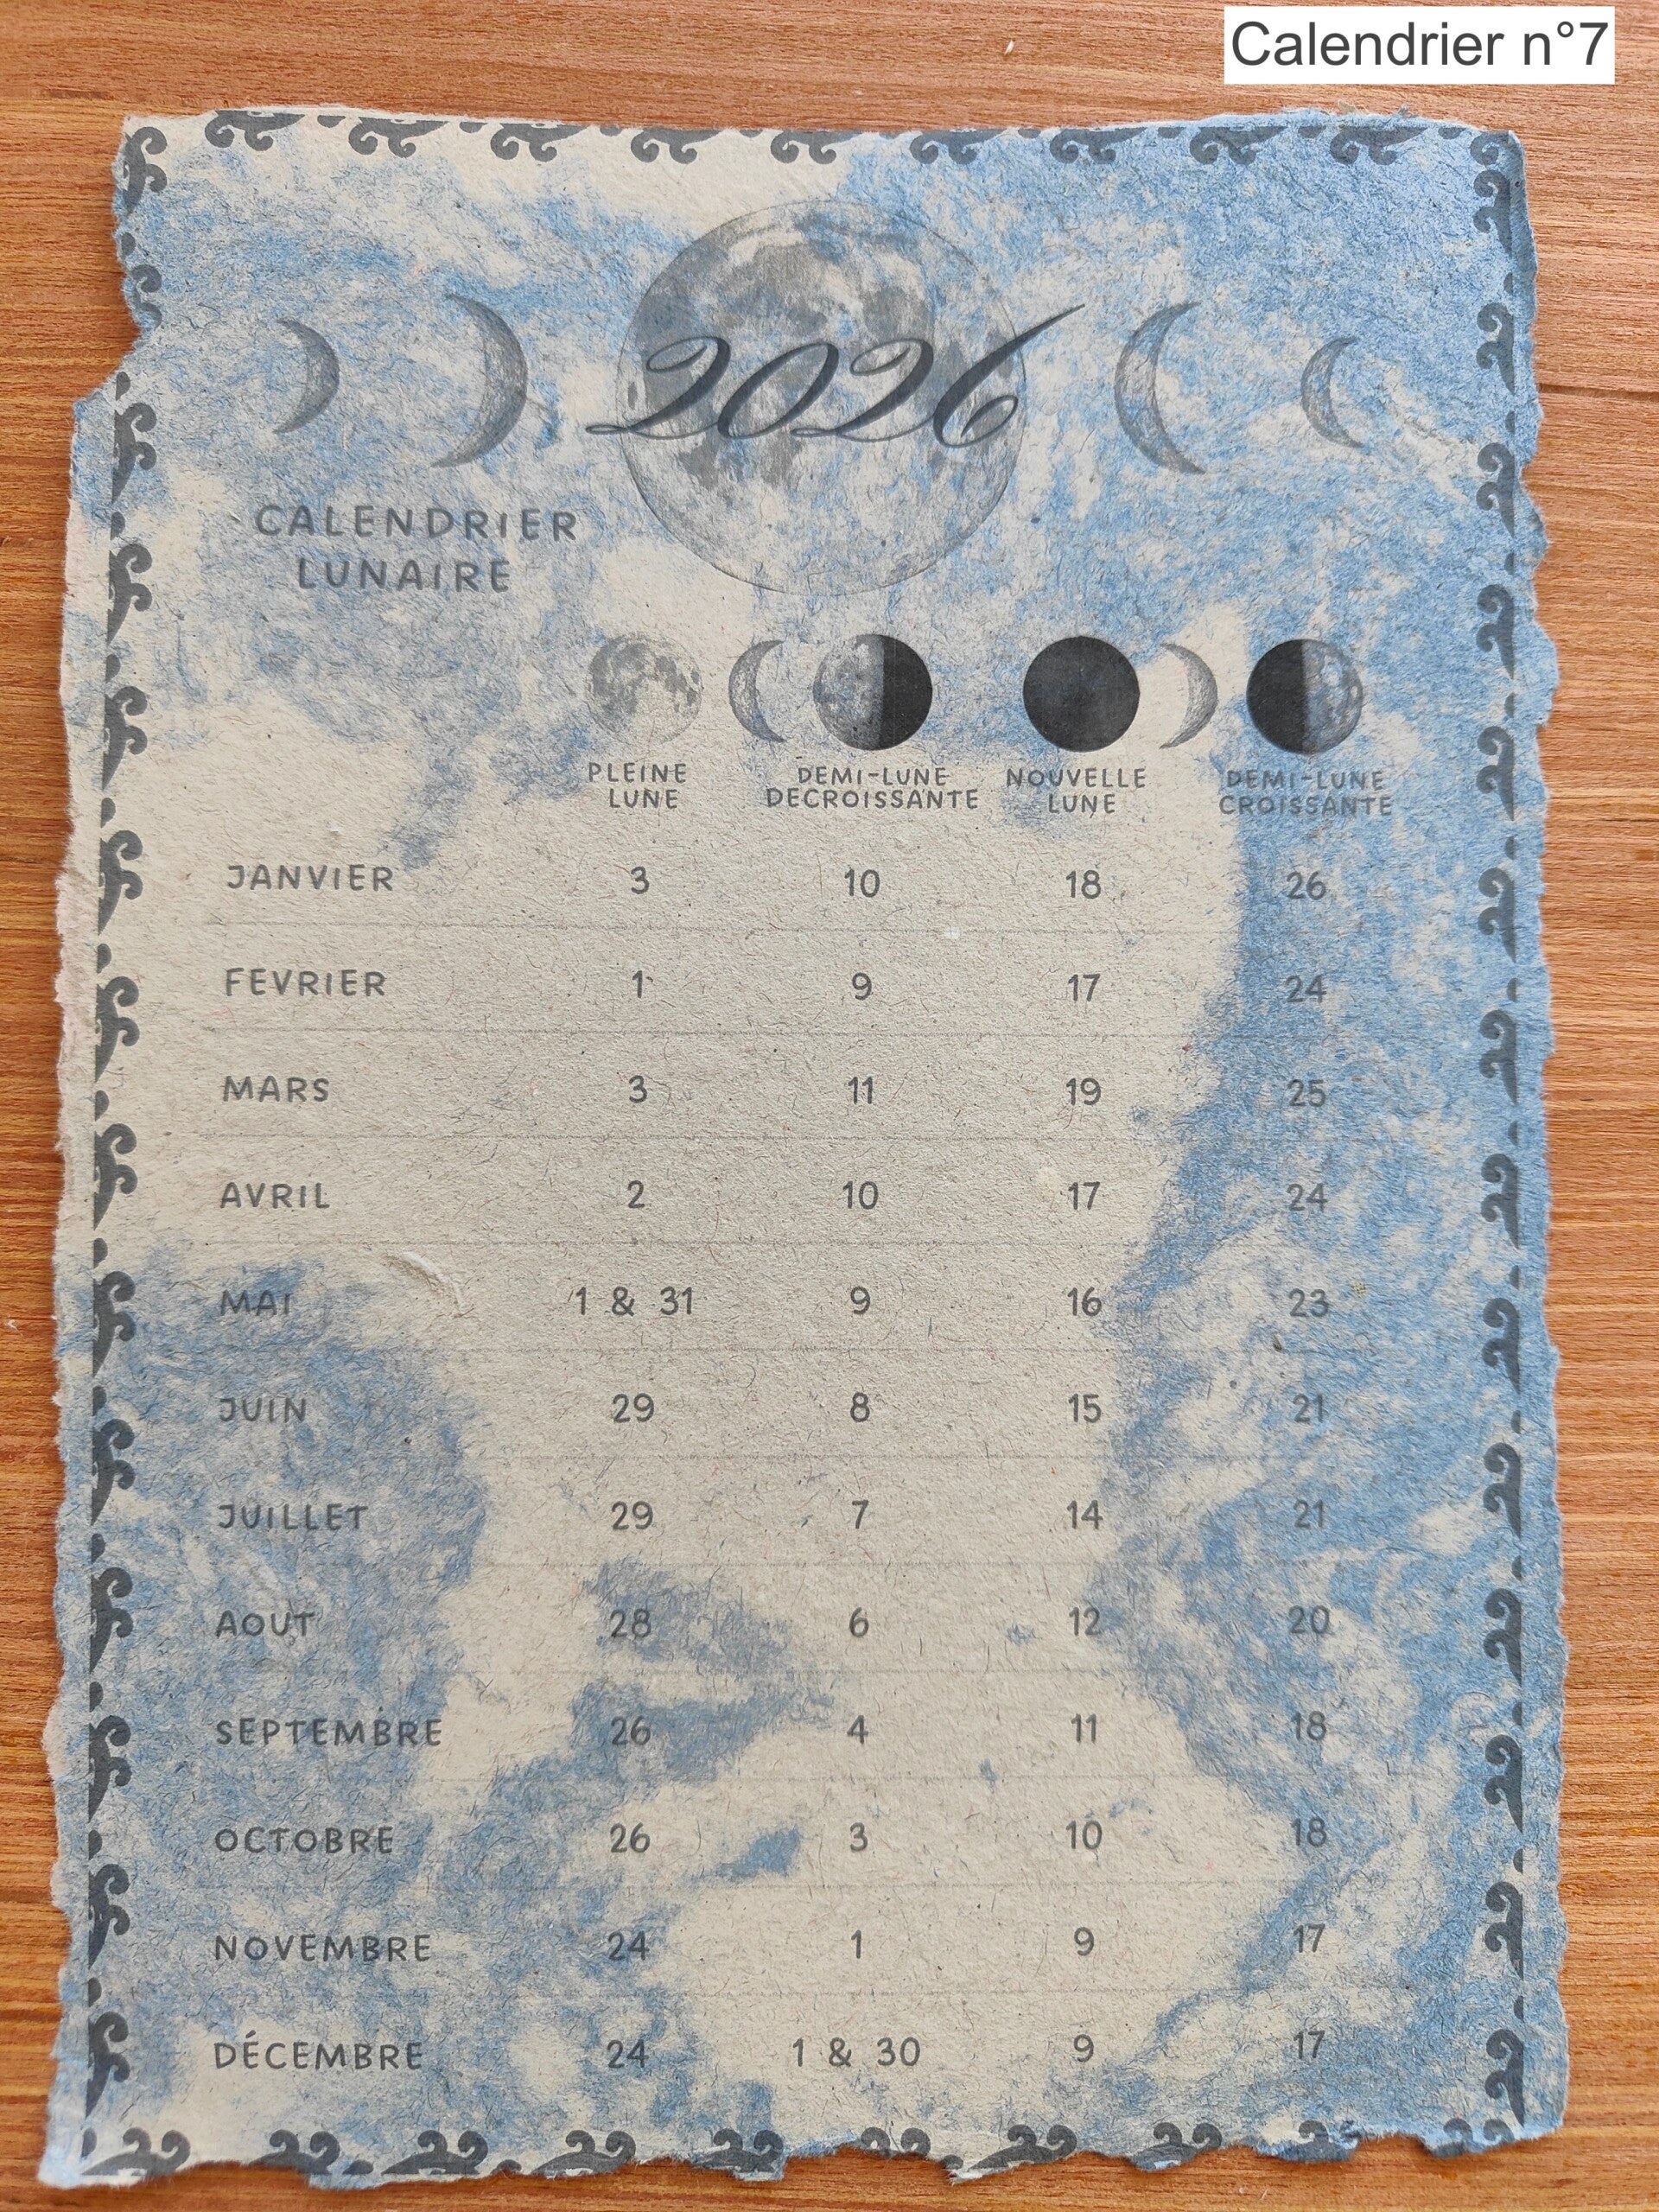 Calendrier n°7
2026
CALENDRIER
LUNAIRE
PLEINE
LUNE
DEMI-LUNE
DECROISSANTE
NOUVELLE
LUNE
DEMI-LUNE
CROISSANTE
JANVIER 3 10 18 26
FEVRIER 1 9 17 24
MARS 3 11 19 25
AVRIL 2 10 17 24
MAI 1 & 31 9 16 23
JUIN 29 8 15 21
JUILLET 29 7 14 21
AOUT 28 6 12 20
SEPTEMBRE 26 4 11 18
OCTOBRE 26 3 10 18
NOVEMBRE 24 1 9 17
DÉCEMBRE 24 1 & 30 9 17